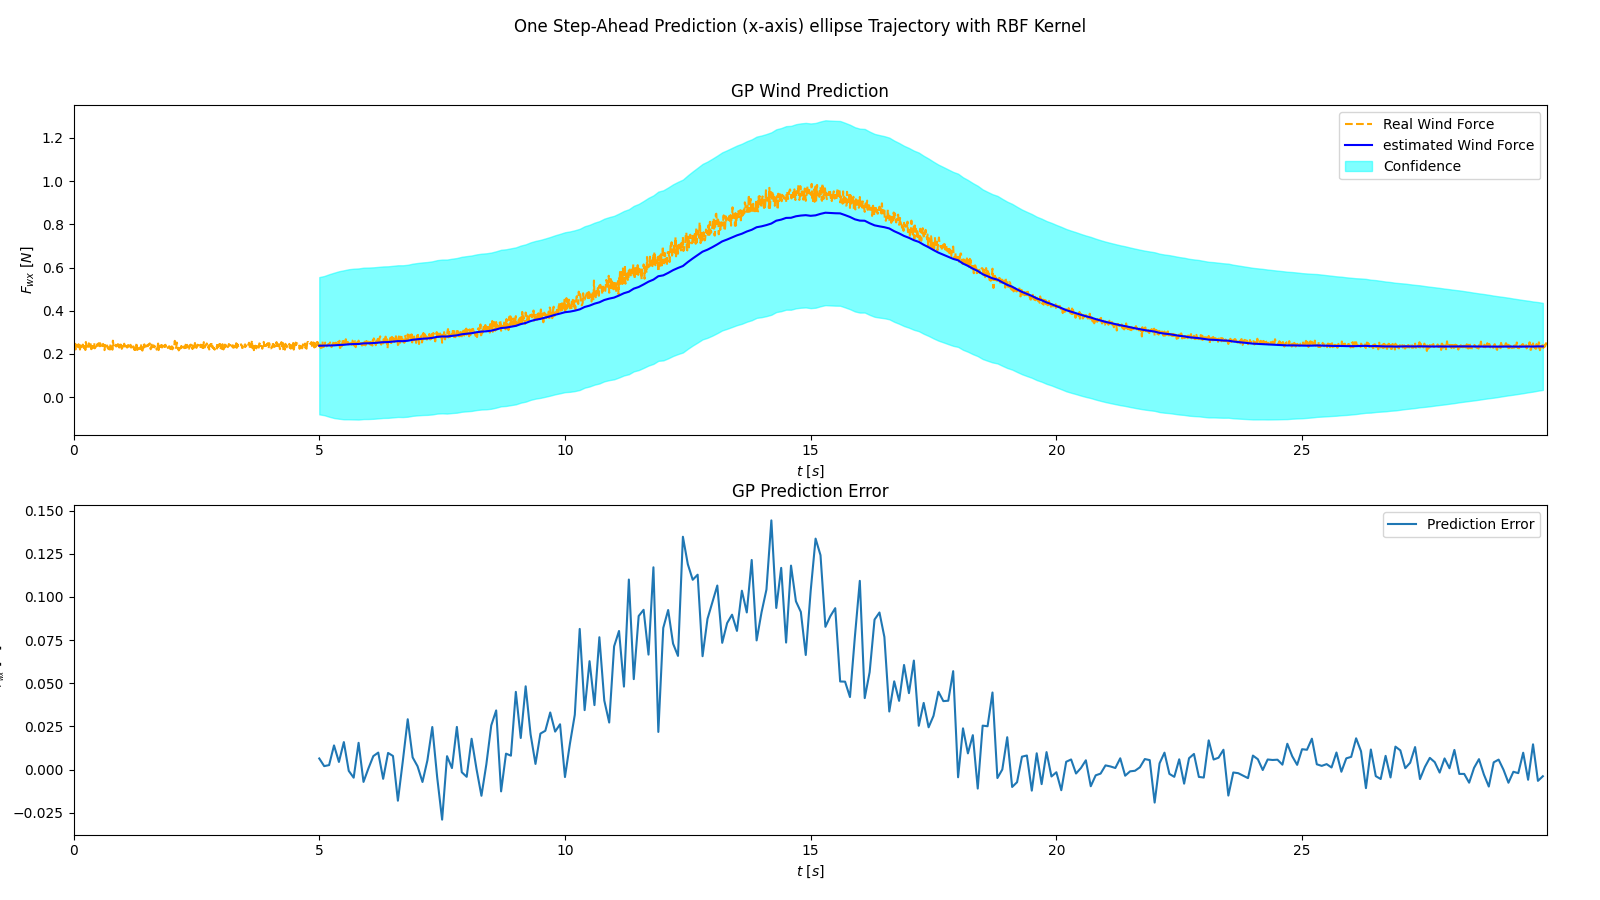 One Step-Ahead Prediction (x-axis) ellipse Trajectory with RBF Kernel
GP Wind Prediction
1.2
1.0
0.8
0.6
0.4
0.2
0.0
F_wx [N]
Real Wind Force
estimated Wind Force
Confidence
0 5 10 15 20 25
t [s]
GP Prediction Error
0.150
0.125
0.100
0.075
0.050
0.025
0.000
−0.025
Prediction Error
0 5 10 15 20 25
t [s]